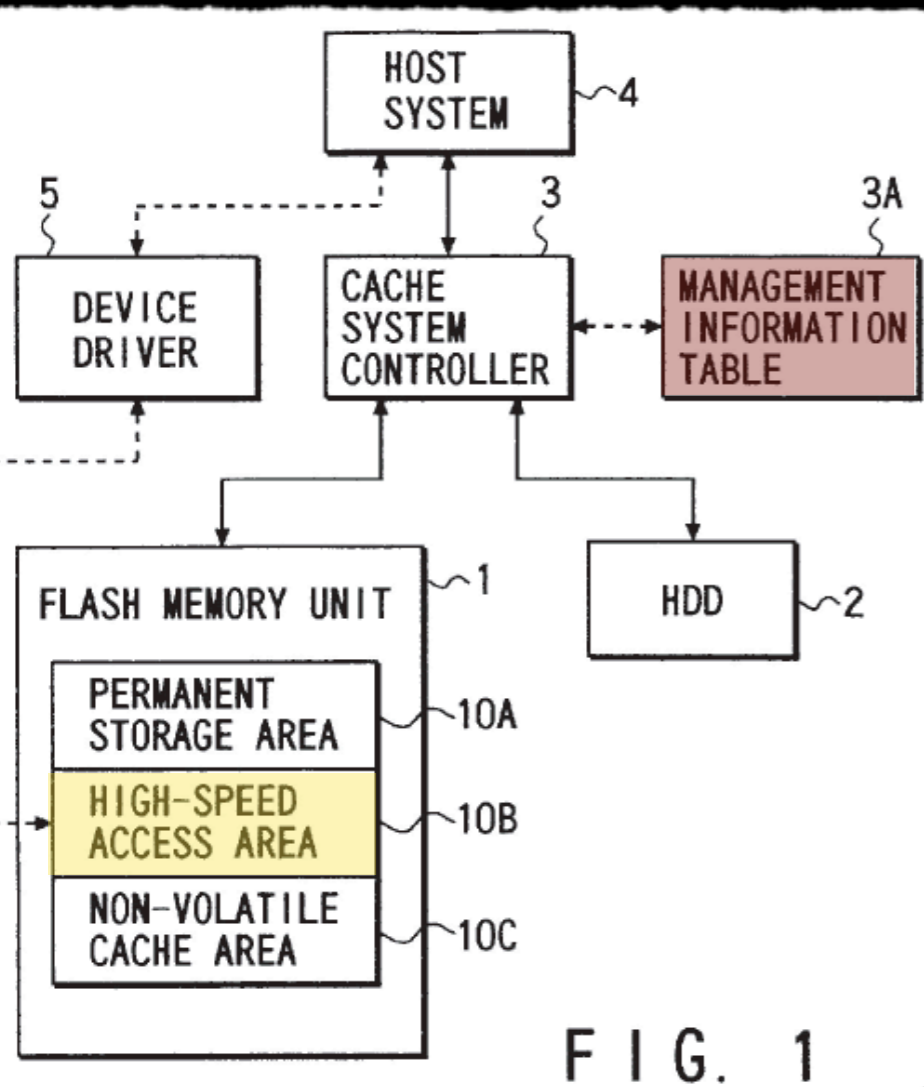 HOST
SYSTEM
4
5
3
3A
DEVICE
DRIVER
CACHE
SYSTEM
CONTROLLER
MANAGEMENT
INFORMATION
TABLE
FLASH MEMORY UNIT
1
HDD
2
PERMANENT
STORAGE AREA
10A
HIGH-SPEED
ACCESS AREA
10B
NON-VOLATILE
CACHE AREA
10C
FIG. 1